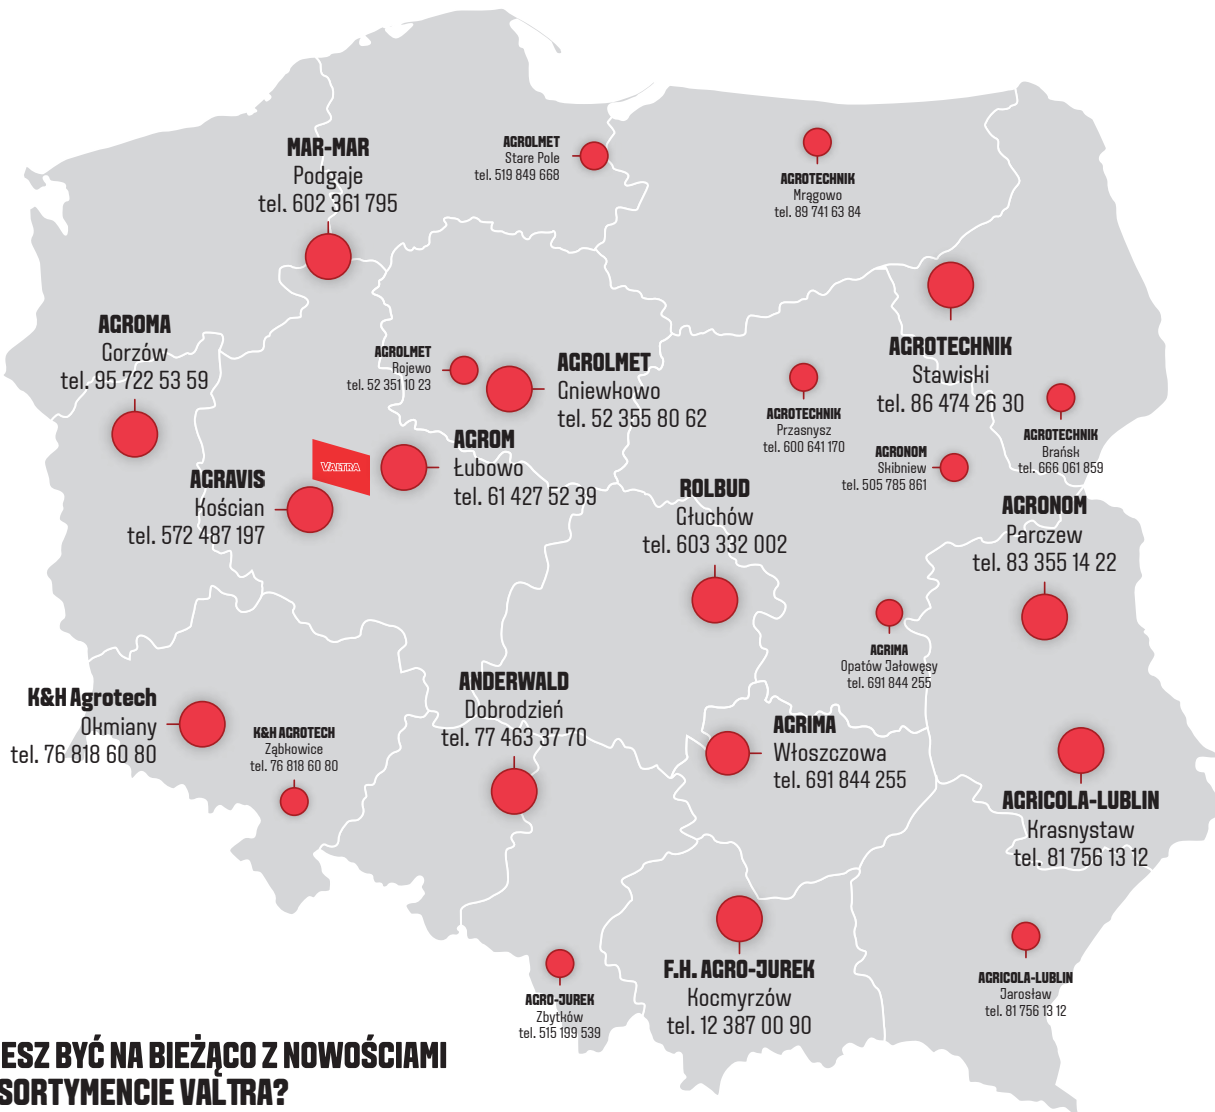 MAR-MAR
Podgaje
tel. 602 361 795
AGROLMET
Stare Pole
tel. 519 849 668
AGROTECHNIK
Mrągowo
tel. 89 741 63 84
AGROMA
Gorzów
tel. 95 722 53 59
AGROLMET
Rojewo
tel. 52 351 10 23
AGROLMET
Gniewkowo
tel. 52 355 80 62
AGROTECHNIK
Przasnysz
tel. 600 641 170
AGROTECHNIK
Stawiski
tel. 86 474 26 30
AGROTECHNIK
Brańsk
tel. 666 061 859
AGRAVIS
Kościan
tel. 572 487 197
VALTRA
AGROM
Łubowo
tel. 61 427 52 39
ROLBUD
Głuchów
tel. 603 332 002
AGRONOM
Skibniew
tel. 505 785 861
AGRONOM
Parczew
tel. 83 355 14 22
AGRIMA
Opatów Jałowęsy
tel. 691 844 255
K&H Agrotech
Okmiany
tel. 76 818 60 80
K&H AGROTECH
Ząbkowice
tel. 76 818 60 80
ANDERWALD
Dobrodzień
tel. 77 463 37 70
AGRIMA
Włoszczowa
tel. 691 844 255
AGRICOLA-LUBLIN
Krasnystaw
tel. 81 756 13 12
AGRO-JUREK
Zbytków
tel. 515 199 539
F.H. AGRO-JUREK
Kocmyrzów
tel. 12 387 00 90
AGRICOLA-LUBLIN
Jarosław
tel. 81 756 13 12
ESZ BYĆ NA BIEŻĄCO Z NOWOŚCIAMI
SORTYMENCIE VALTRA?